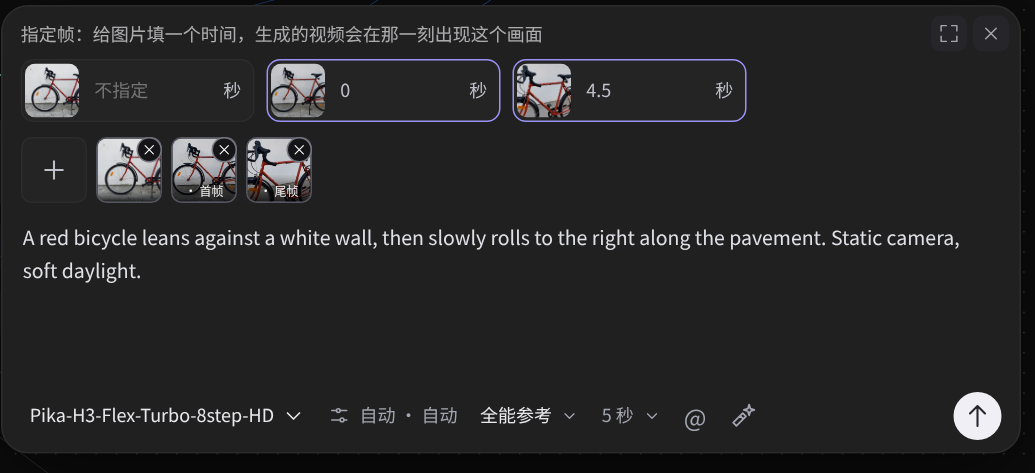 指定帧：给图片填一个时间，生成的视频会在那一刻出现这个画面
不指定 秒 0 秒 4.5 秒
· 首帧 · 尾帧
A red bicycle leans against a white wall, then slowly rolls to the right along the pavement. Static camera,
soft daylight.
Pika-H3-Flex-Turbo-8step-HD 自动 · 自动 全能参考 5 秒 @